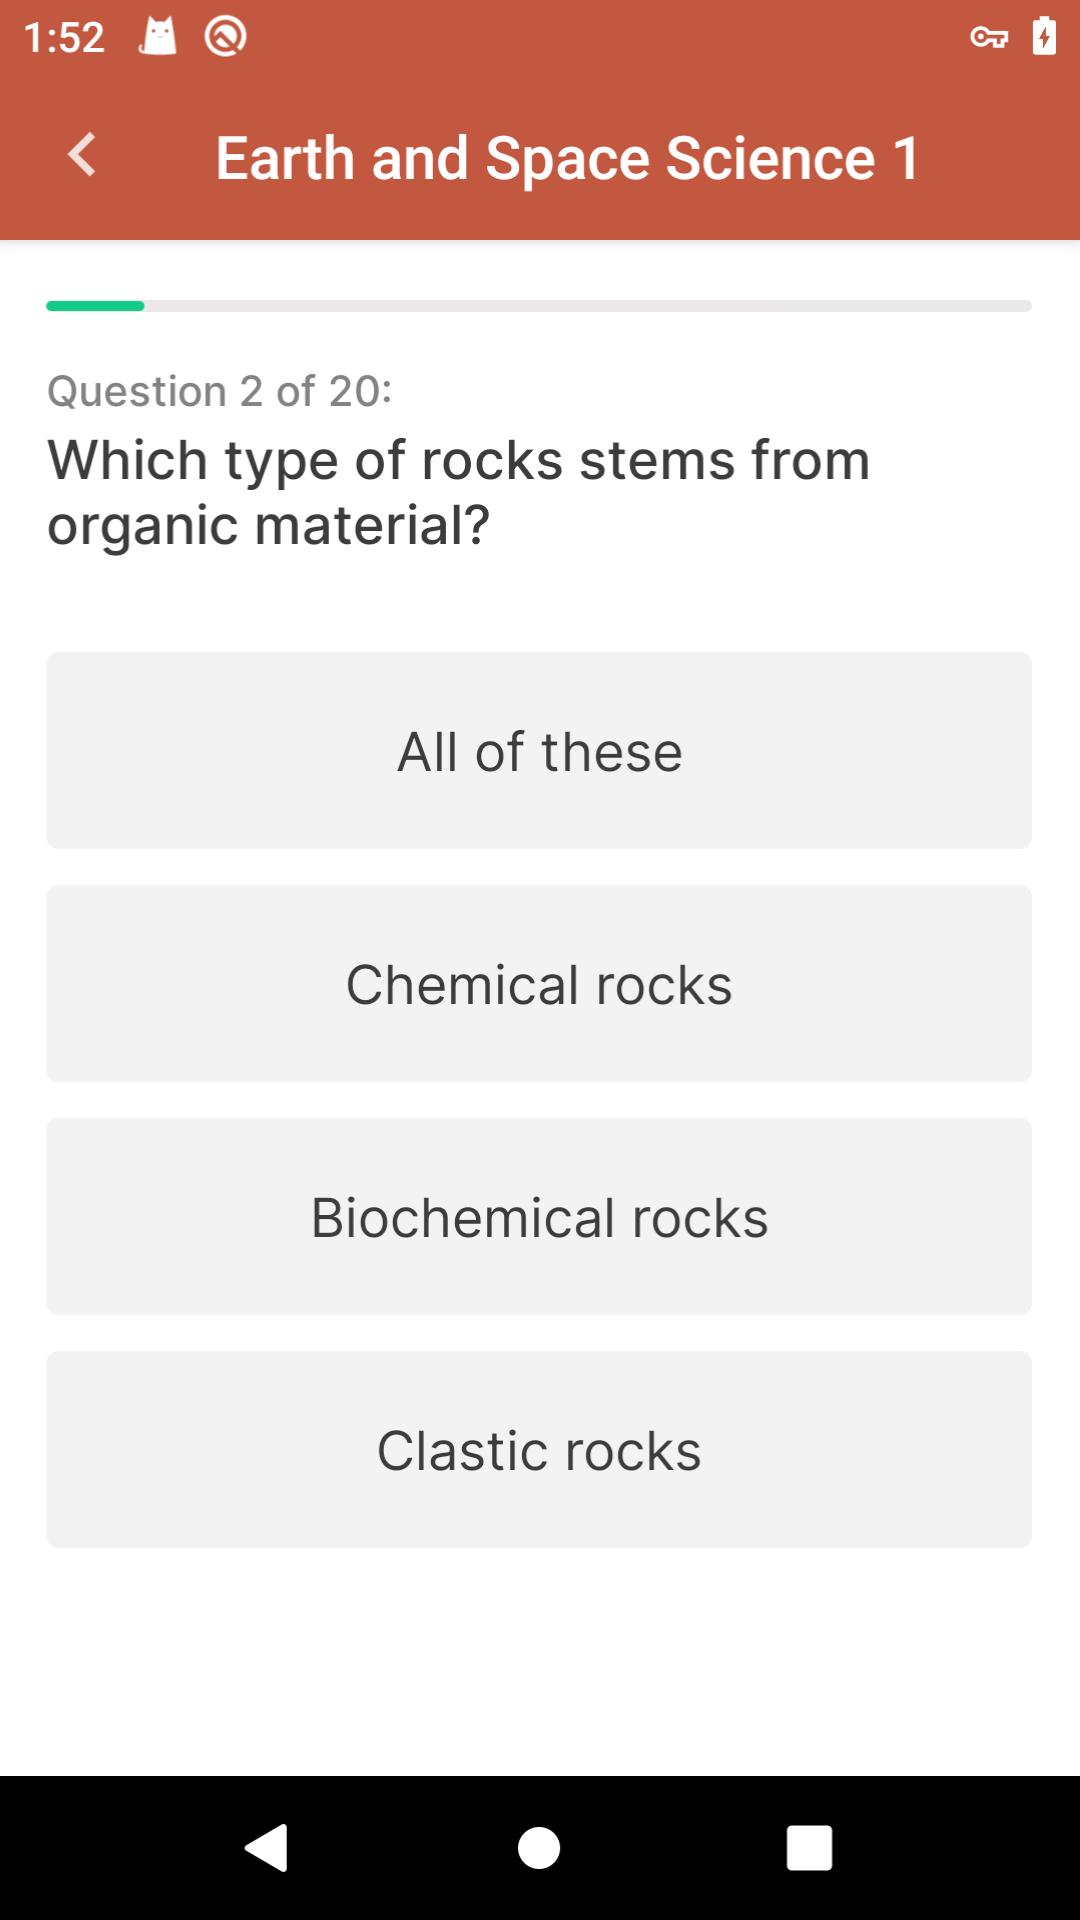 1:52
Earth and Space Science 1
Question 2 of 20:
Which type of rocks stems from
organic material?
All of these
Chemical rocks
Biochemical rocks
Clastic rocks